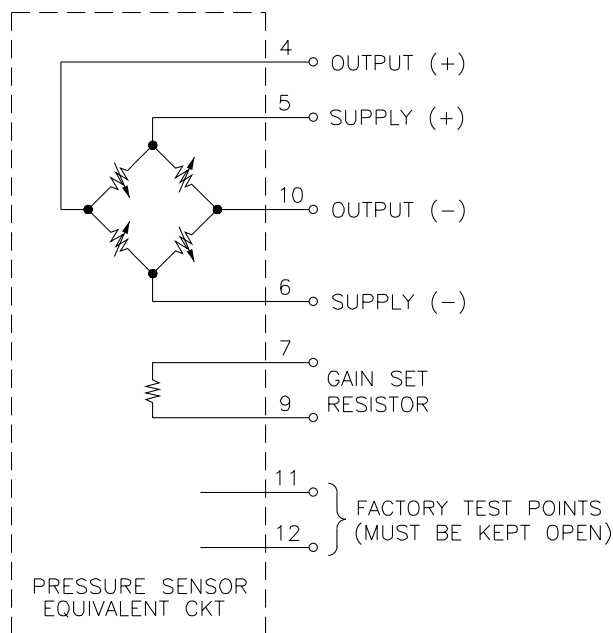 4
OUTPUT (+)
5
SUPPLY (+)
10
OUTPUT (-)
6
SUPPLY (-)
7
GAIN SET
RESISTOR
9
11
FACTORY TEST POINTS
(MUST BE KEPT OPEN)
12
PRESSURE SENSOR
EQUIVALENT CKT